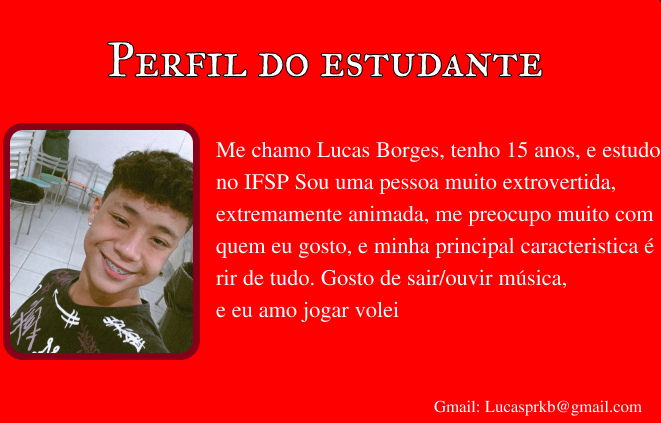 Perfil do estudante
Me chamo Lucas Borges, tenho 15 anos, e estudo
no IFSP Sou uma pessoa muito extrovertida,
extremamente animada, me preocupo muito com
quem eu gosto, e minha principal caracteristica é
rir de tudo. Gosto de sair/ouvir música,
e eu amo jogar volei
Gmail: Lucasprkb@gmail.com